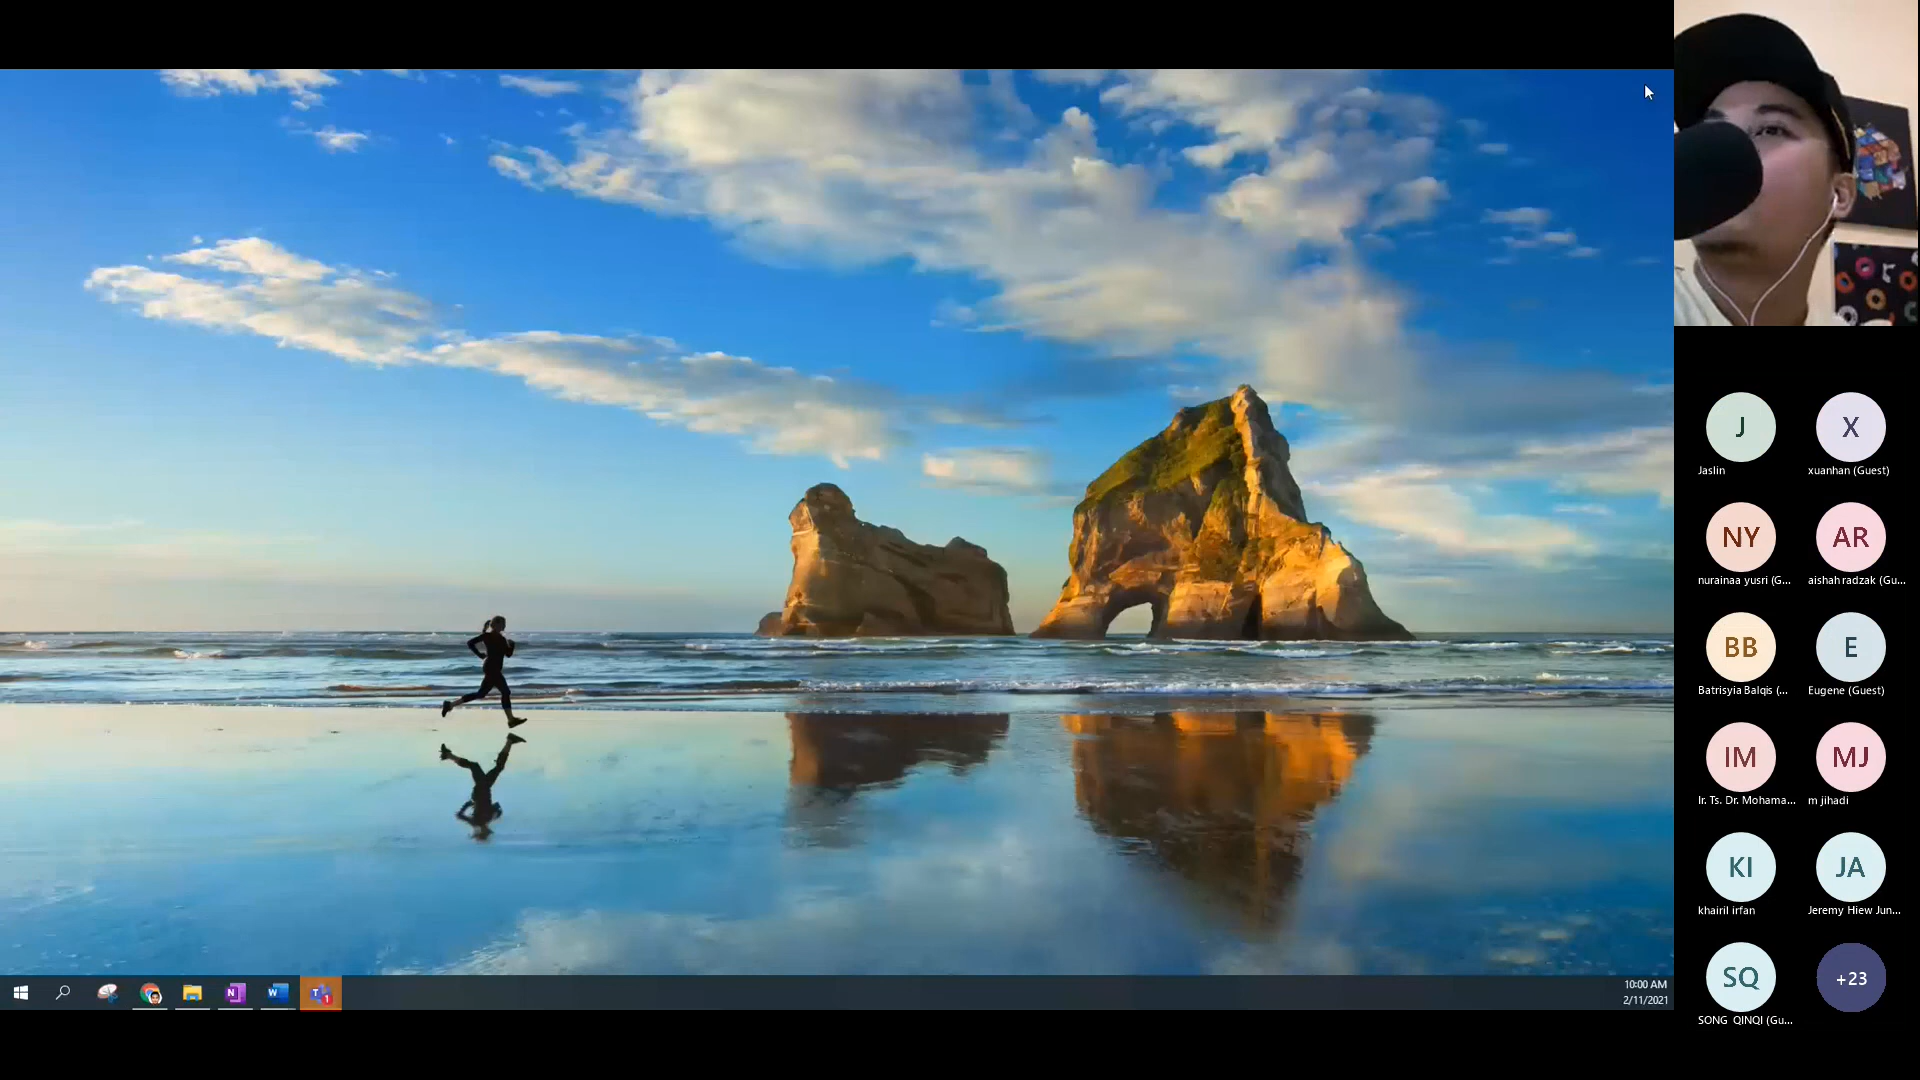 J
X
Jaslin
xuanhan (Guest)
NY
AR
nurainaa yusri (G...
aishah radzak (Gu...
BB
E
Batrisyia Balqis (...
Eugene (Guest)
IM
MJ
Ir. Ts. Dr. Mohama...
m jihadi
KI
JA
khairil irfan
Jeremy Hiew Jun...
SQ
+23
SONG QINQI (Gu...
N
W
T
1
10:00 AM
2/11/2021